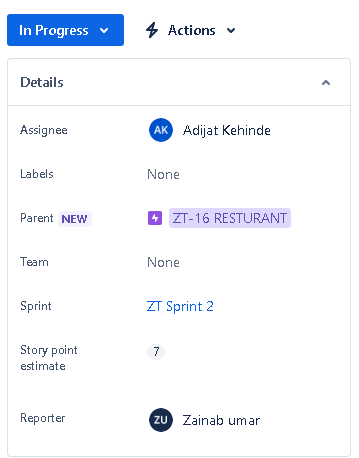 In Progress Actions
Details
Assignee AK Adijat Kehinde
Labels None
Parent NEW ZT-16 RESTURANT
Team None
Sprint ZT Sprint 2
Story point
estimate 7
Reporter ZU Zainab umar